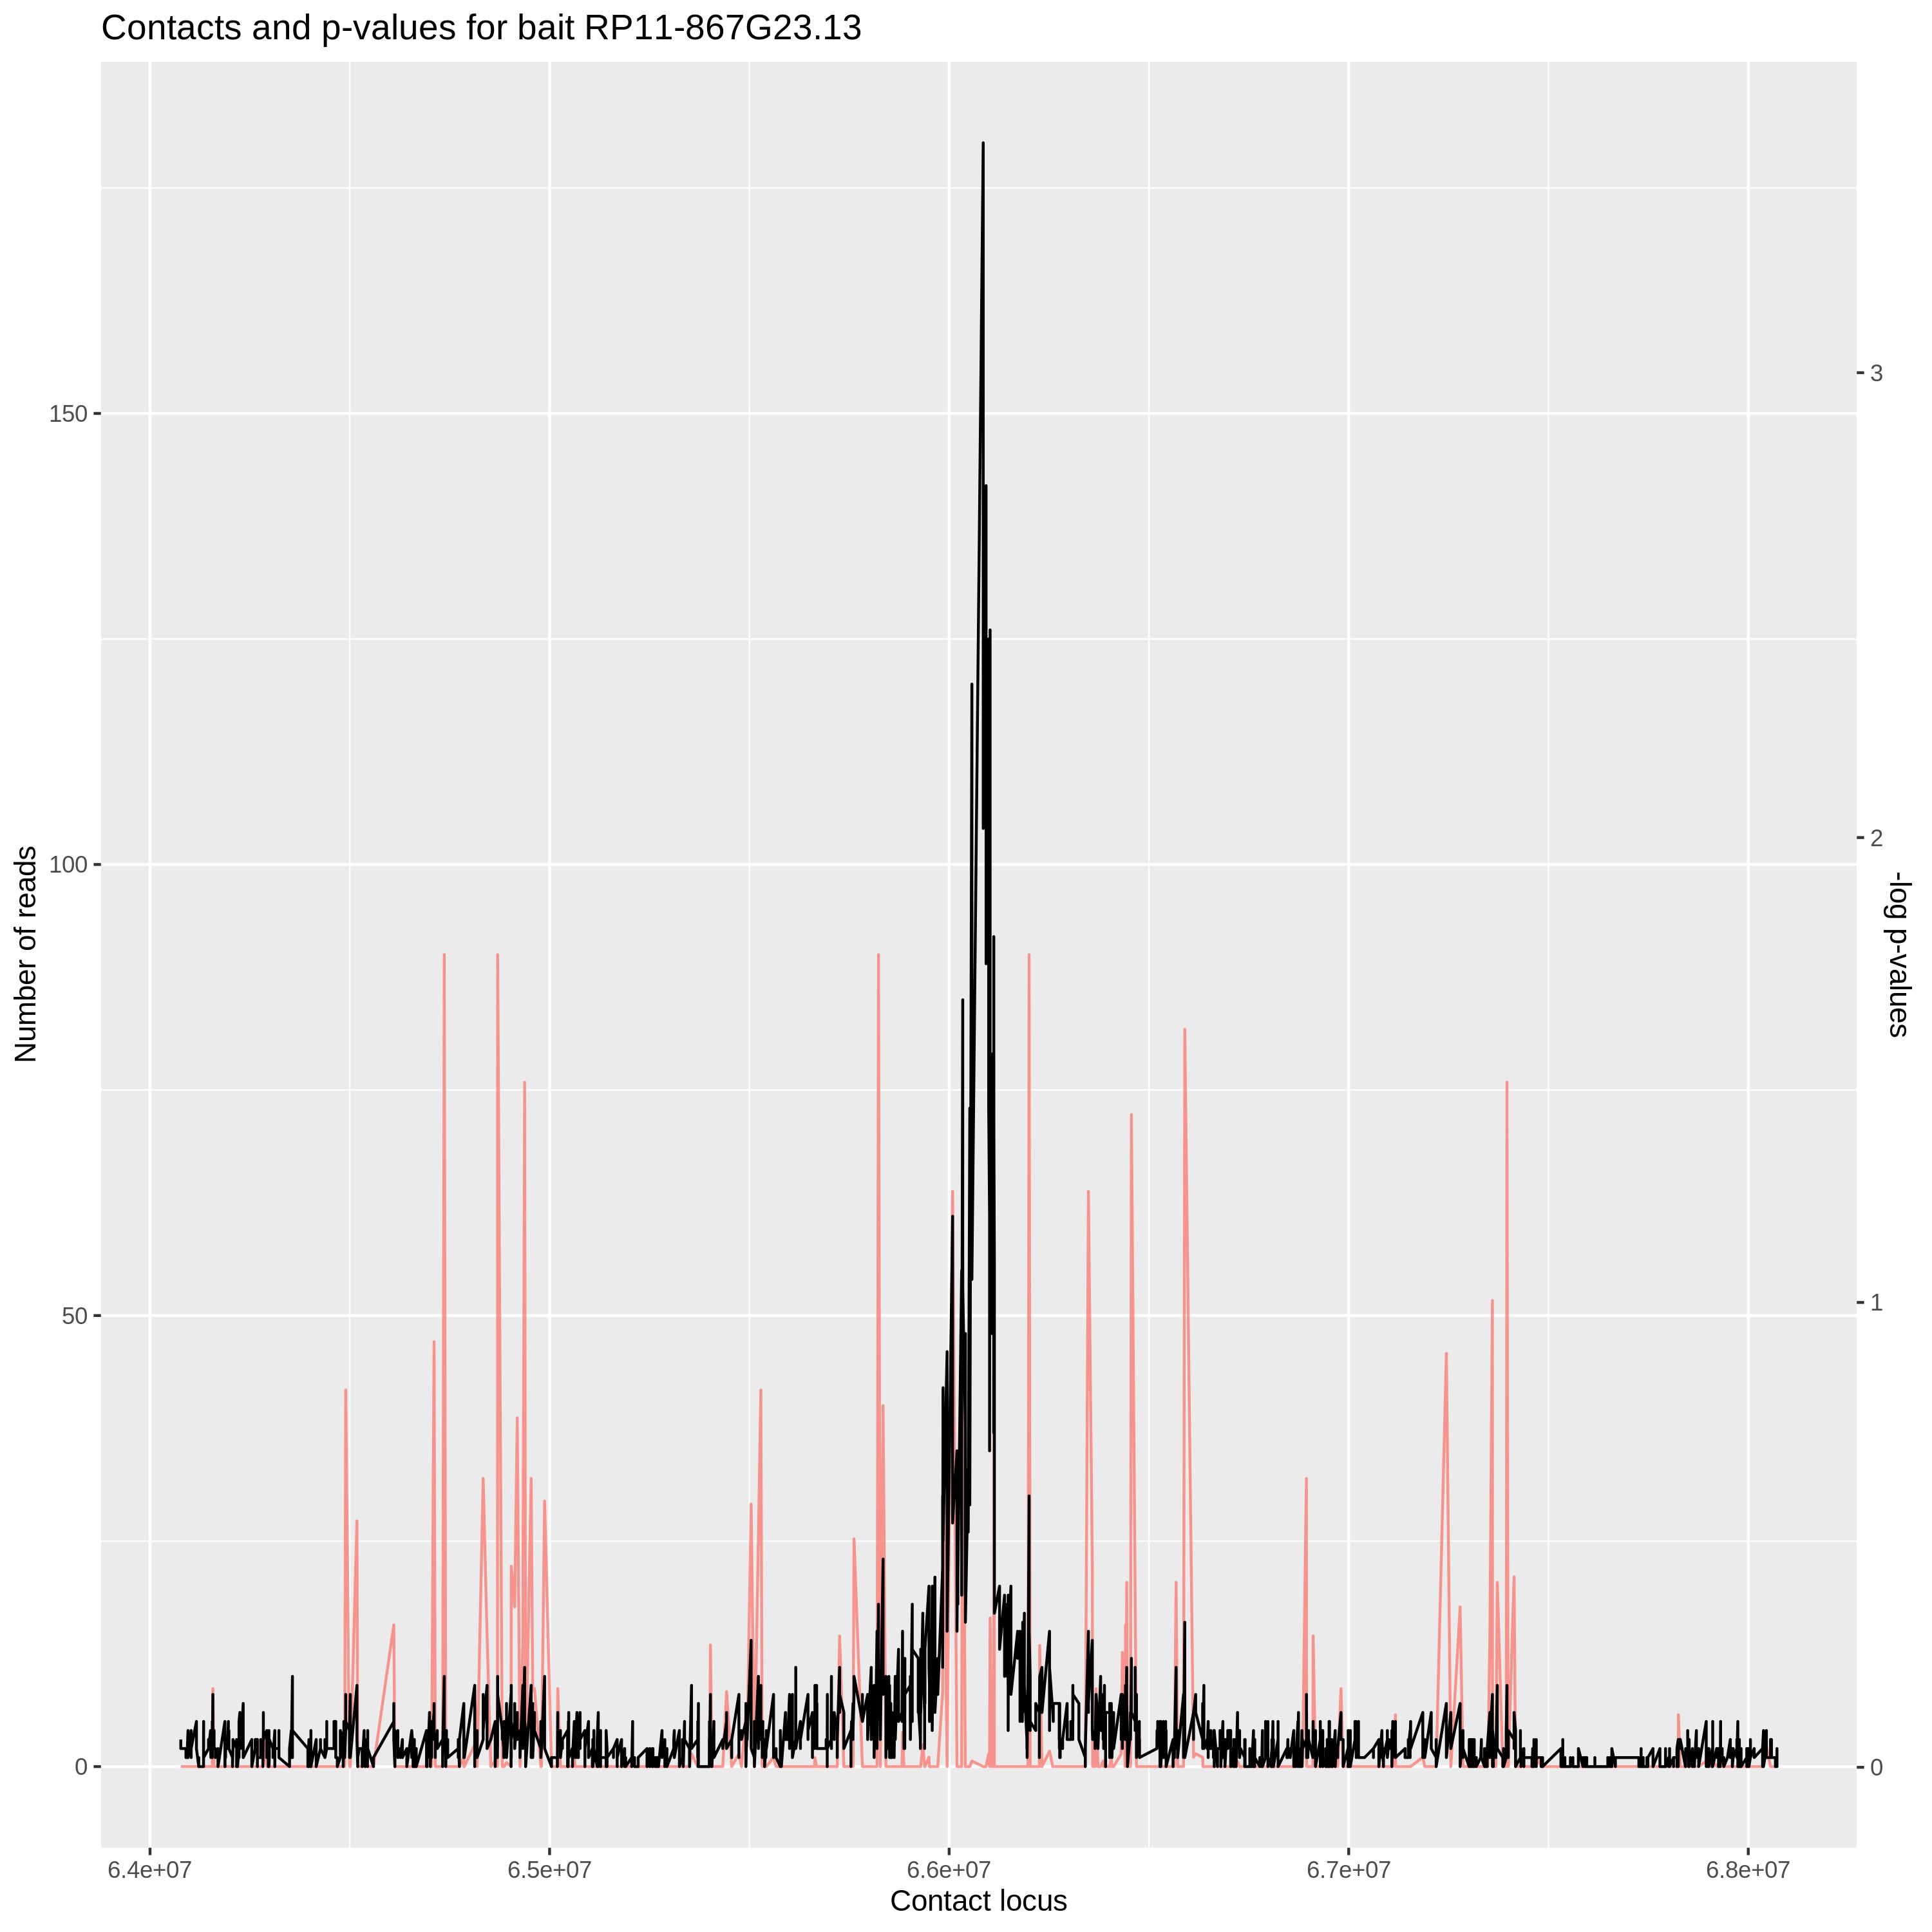 Contacts and p-values for bait RP11-867G23.13
Number of reads
150
100
50
0
3
2
1
0
-log p-values
6.4e+07 6.5e+07 6.6e+07 6.7e+07 6.8e+07
Contact locus